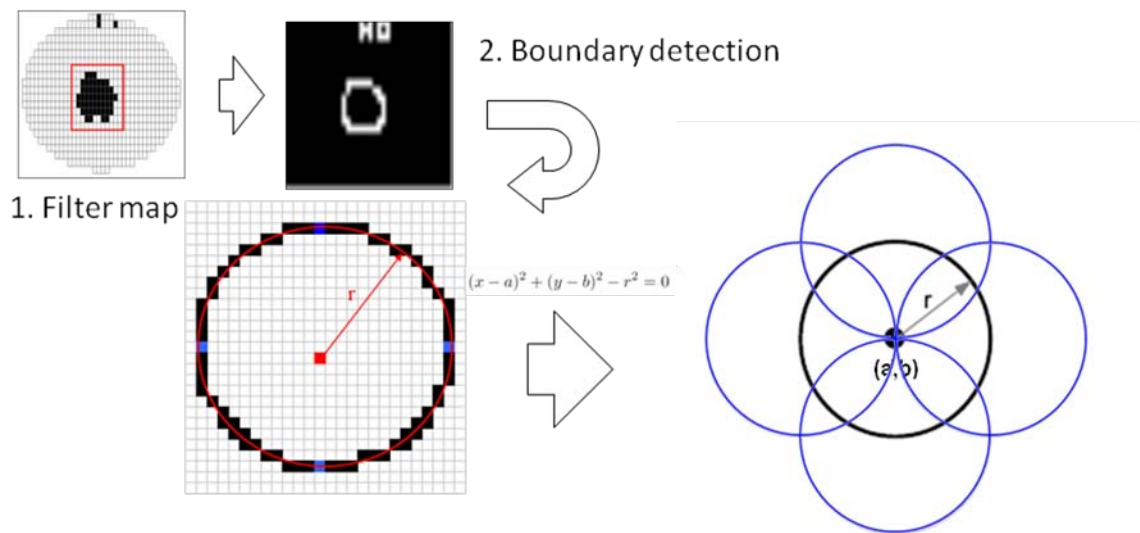 2. Boundary detection
1. Filter map
r
(x − a)² + (y − b)² − r² = 0
r
(a,b)